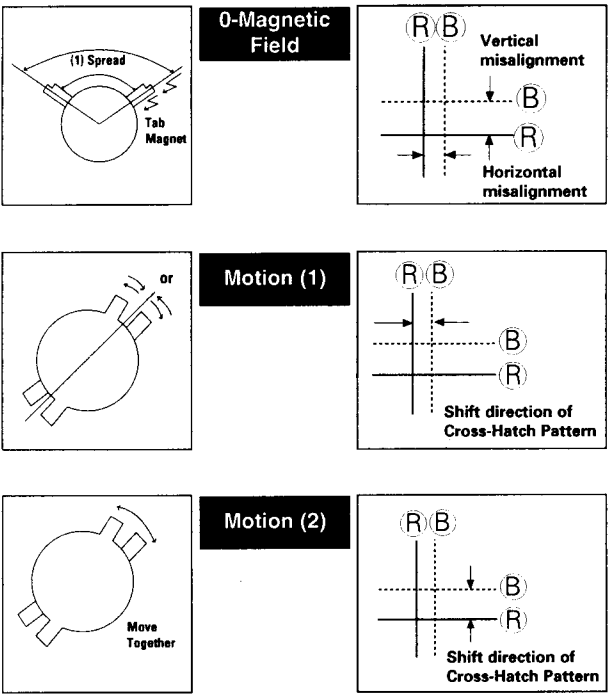 (1) Spread
Tab
Magnet
0-Magnetic
Field
R B
Vertical
misalignment
B
R
Horizontal
misalignment
or
Motion (1)
R B
B
R
Shift direction of
Cross-Hatch Pattern
Move
Together
Motion (2)
R B
B
R
Shift direction of
Cross-Hatch Pattern